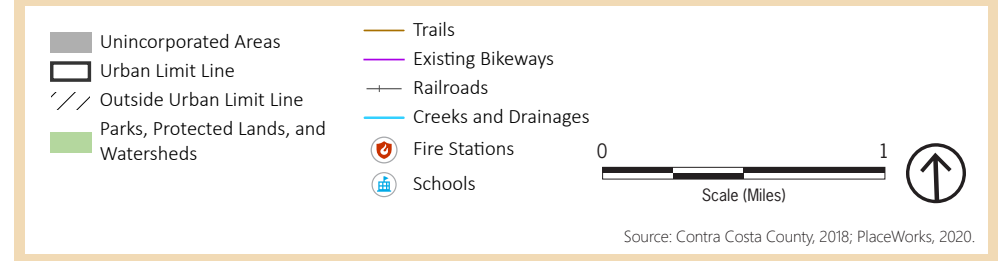 Unincorporated Areas
Urban Limit Line
Outside Urban Limit Line
Parks, Protected Lands, and
Watersheds
Trails
Existing Bikeways
Railroads
Creeks and Drainages
Fire Stations
Schools
0 1
Scale (Miles)
Source: Contra Costa County, 2018; PlaceWorks, 2020.